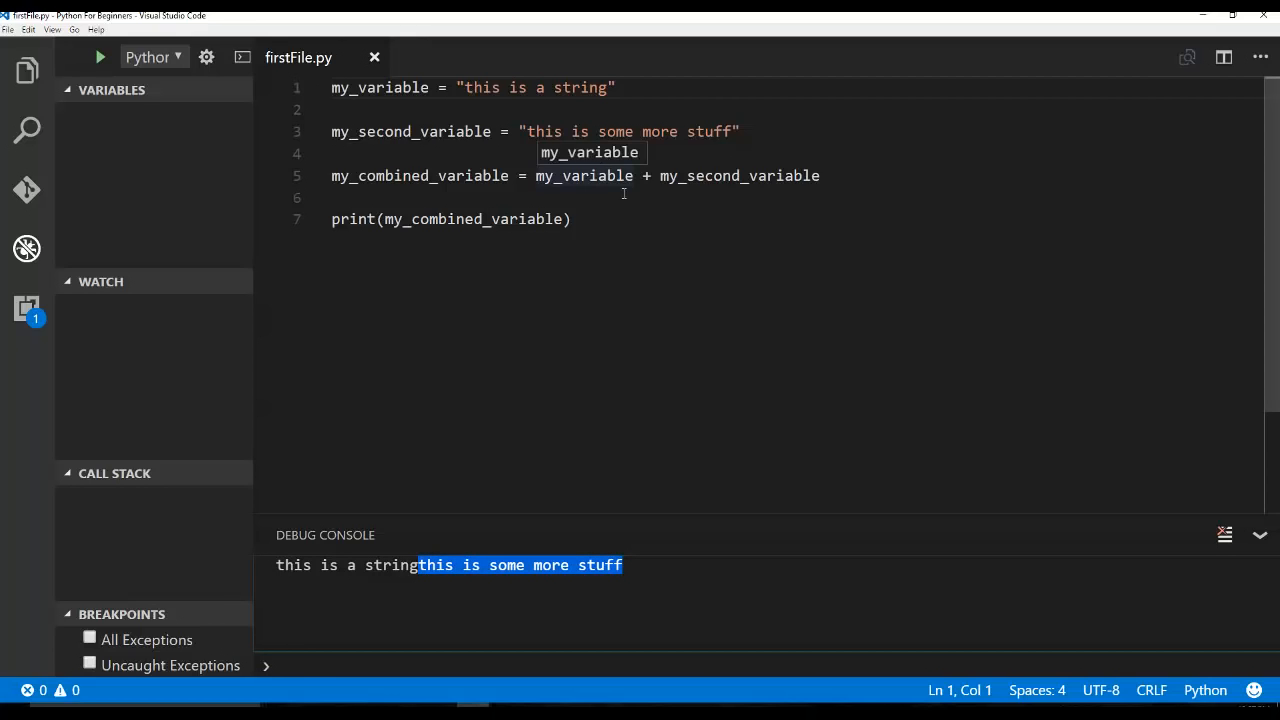 firstFile.py - Python For Beginners - Visual Studio Code
File Edit View Go Help
Python
firstFile.py
VARIABLES
WATCH
CALL STACK
BREAKPOINTS
All Exceptions
Uncaught Exceptions
1 my_variable = "this is a string"
2
3 my_second_variable = "this is some more stuff"
my_variable
4
5 my_combined_variable = my_variable + my_second_variable
6
7 print(my_combined_variable)
DEBUG CONSOLE
this is a stringthis is some more stuff
1
0 0
Ln 1, Col 1 Spaces: 4 UTF-8 CRLF Python